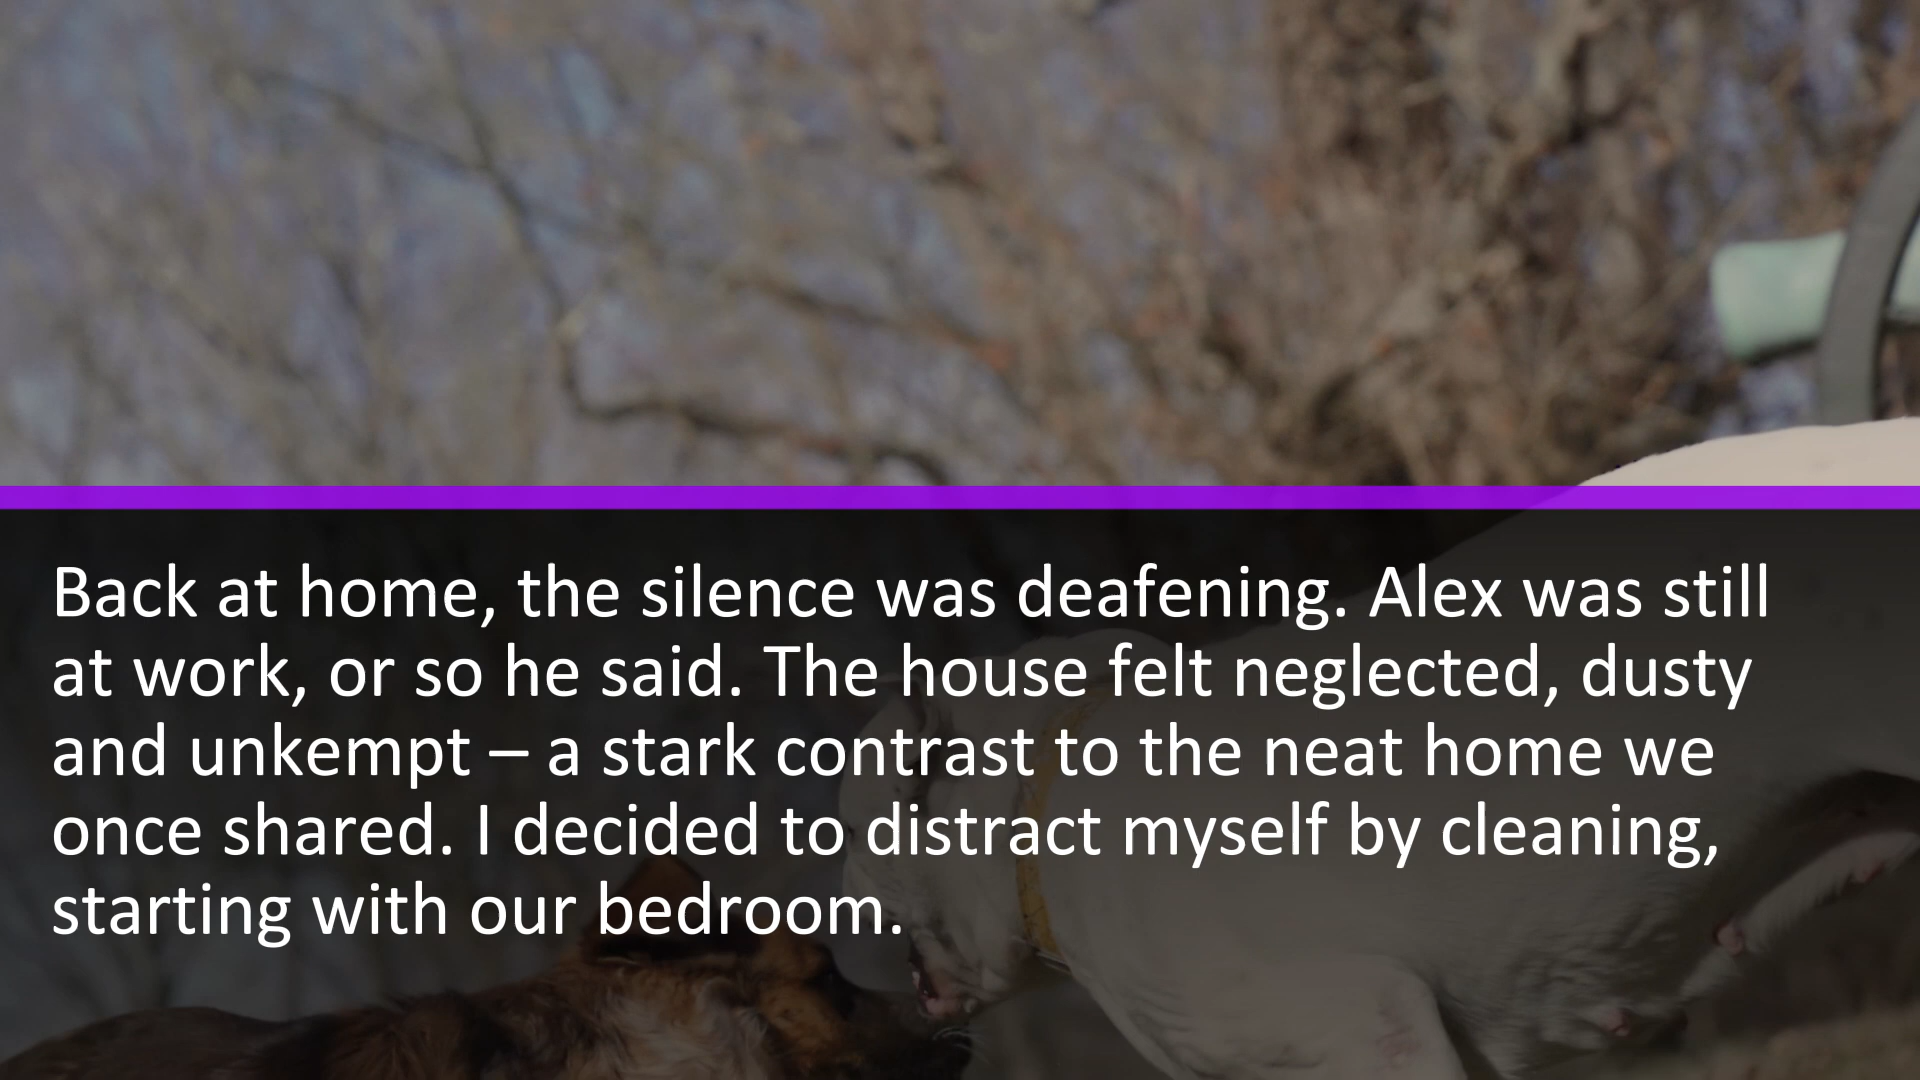 Back at home, the silence was deafening. Alex was still
at work, or so he said. The house felt neglected, dusty
and unkempt – a stark contrast to the neat home we
once shared. I decided to distract myself by cleaning,
starting with our bedroom.